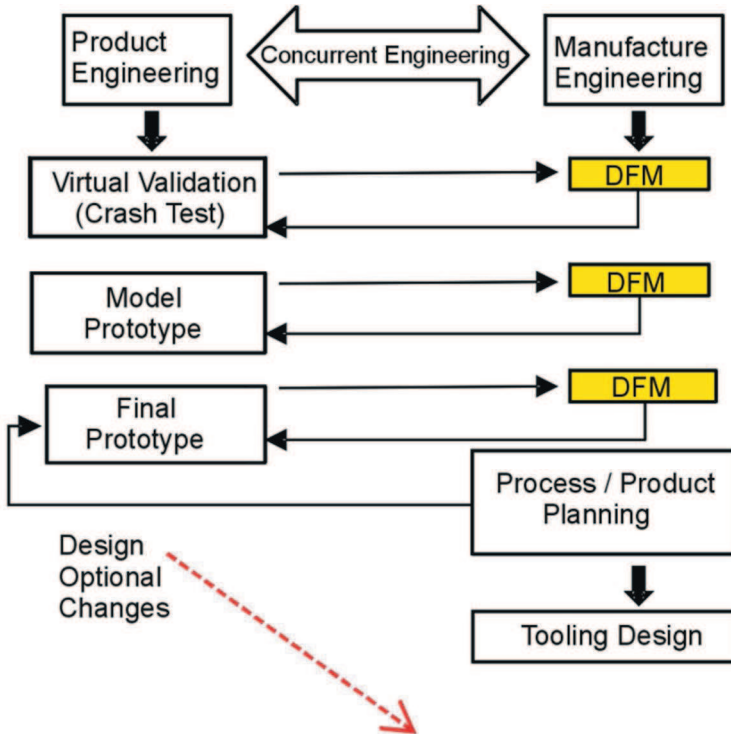 Product
Engineering
Concurrent Engineering
Manufacture
Engineering
Virtual Validation
(Crash Test)
DFM
Model
Prototype
DFM
Final
Prototype
DFM
Process / Product
Planning
Design
Optional
Changes
Tooling Design